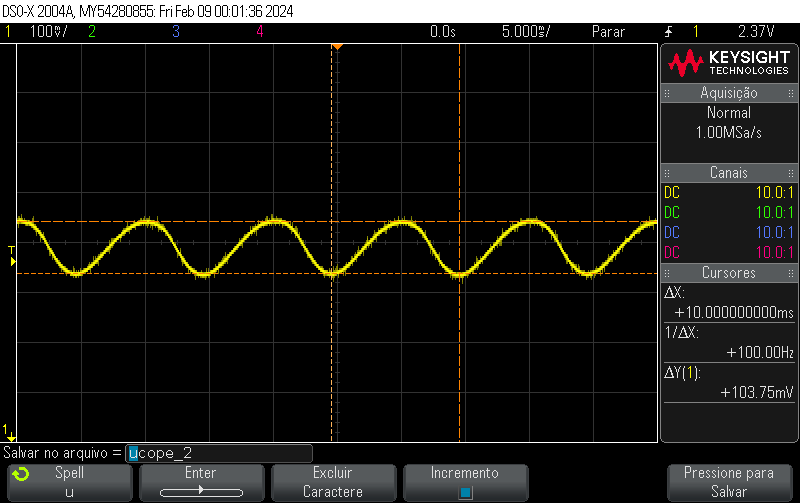 DSO-X 2004A, MY54280855: Fri Feb 09 00:01:36 2024
1 100%/ 2 3 4 0.0s 5.000%/ Parar 1 2.37V
KEYSIGHT
TECHNOLOGIES
Aquisição
Normal
1.00MSa/s
Canais
DC 10.0:1
DC 10.0:1
DC 10.0:1
DC 10.0:1
Cursores
ΔX:
+10.000000000ms
1/ΔX:
+100.00Hz
ΔY(1):
+103.75mV
T
1
Salvar no arquivo = ucope_2
Spell
u
Enter
Excluir
Caractere
Incremento
Pressione para
Salvar